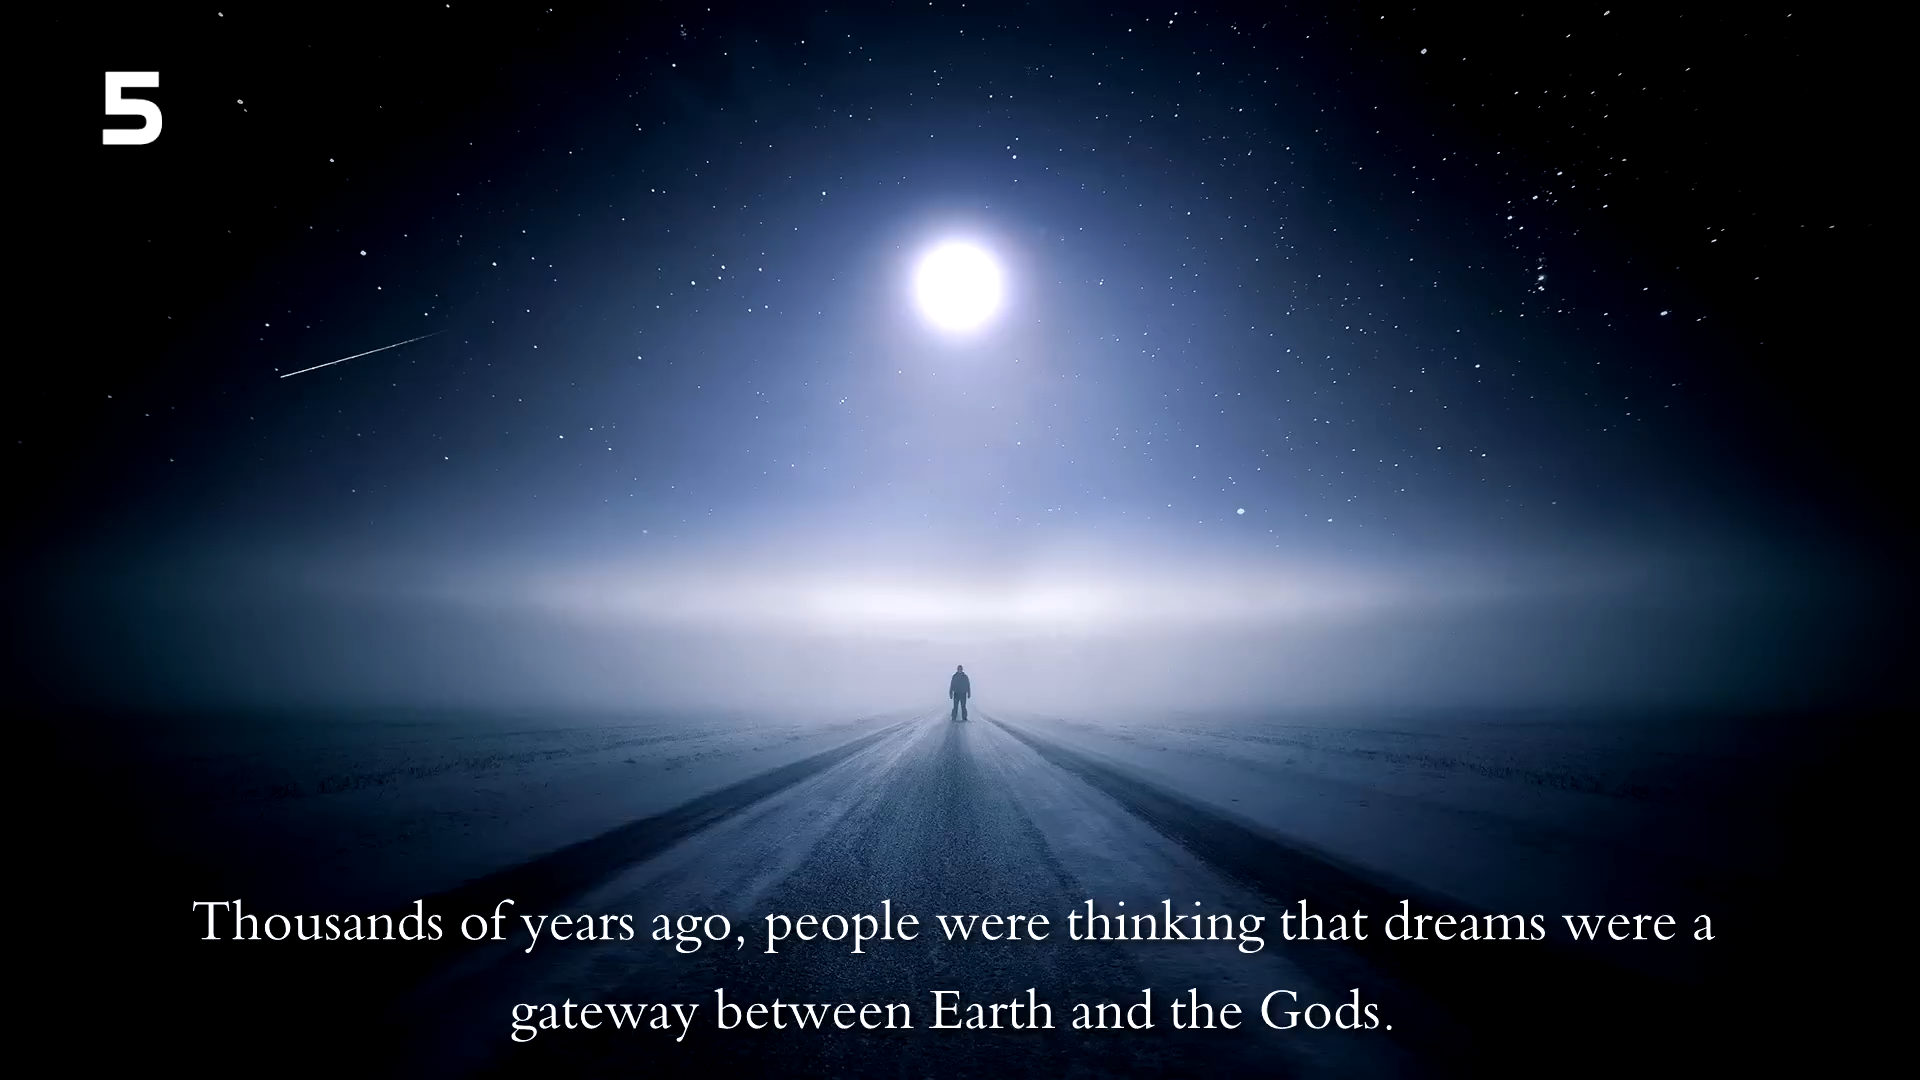 5
Thousands of years ago, people were thinking that dreams were a
gateway between Earth and the Gods.